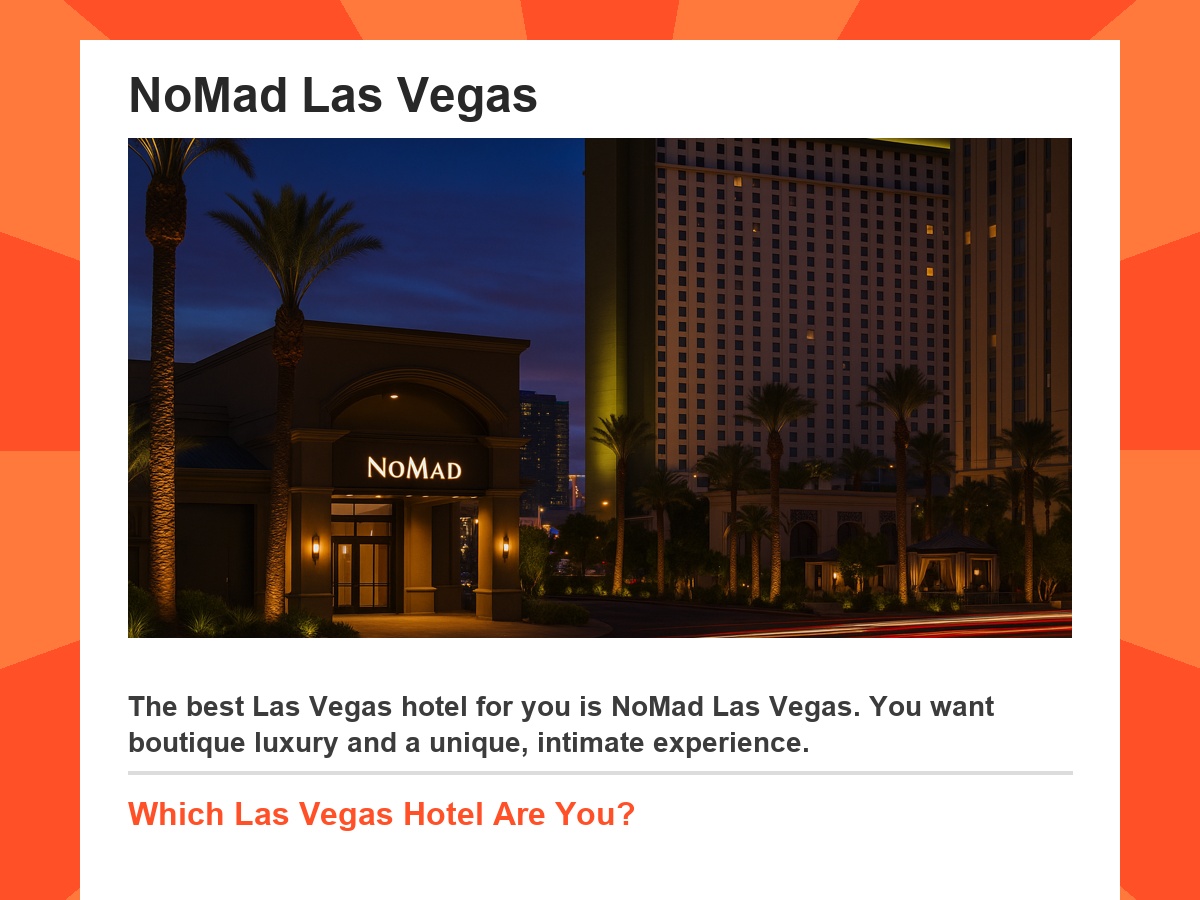 NoMad Las Vegas
NOMAD
The best Las Vegas hotel for you is NoMad Las Vegas. You want
boutique luxury and a unique, intimate experience.
Which Las Vegas Hotel Are You?